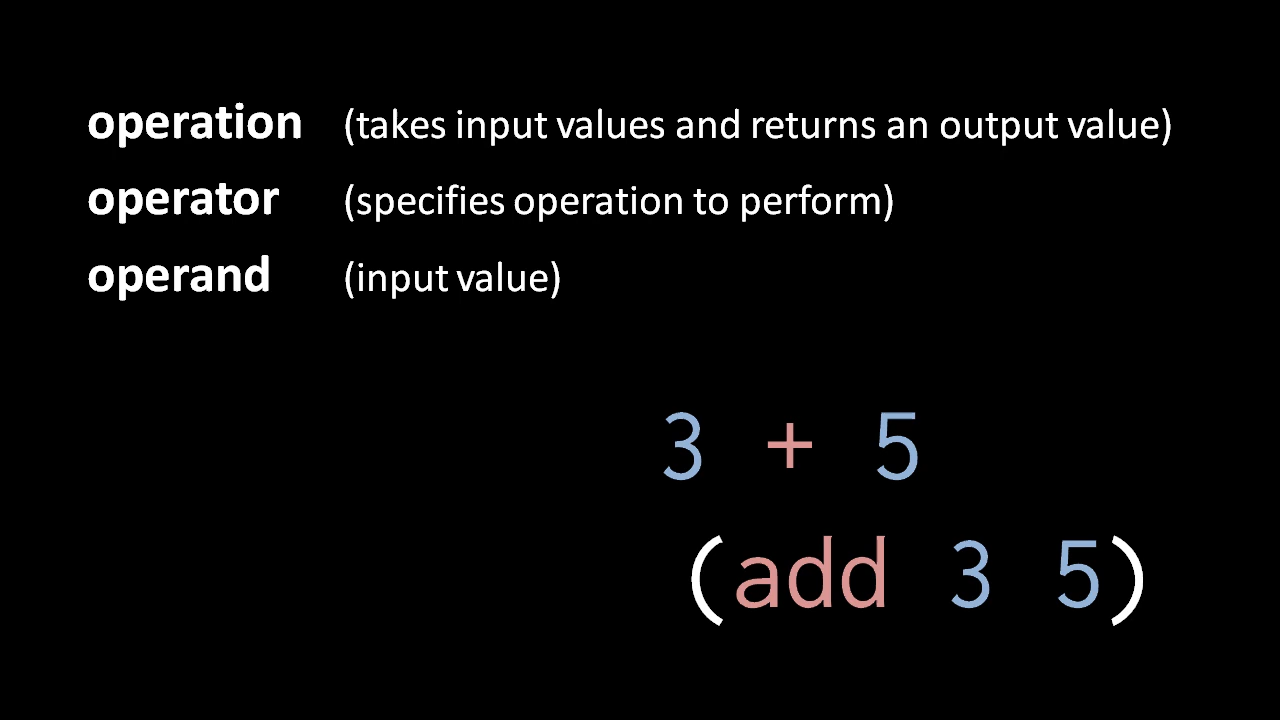 operation (takes input values and returns an output value)
operator (specifies operation to perform)
operand (input value)
3 + 5
(add 3 5)